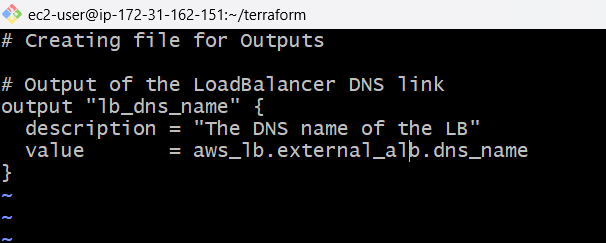 ec2-user@ip-172-31-162-151:~/terraform
# Creating file for Outputs
# Output of the LoadBalancer DNS link
output "lb_dns_name" {
  description = "The DNS name of the LB"
  value       = aws_lb.external_alb.dns_name
}
~
~
~